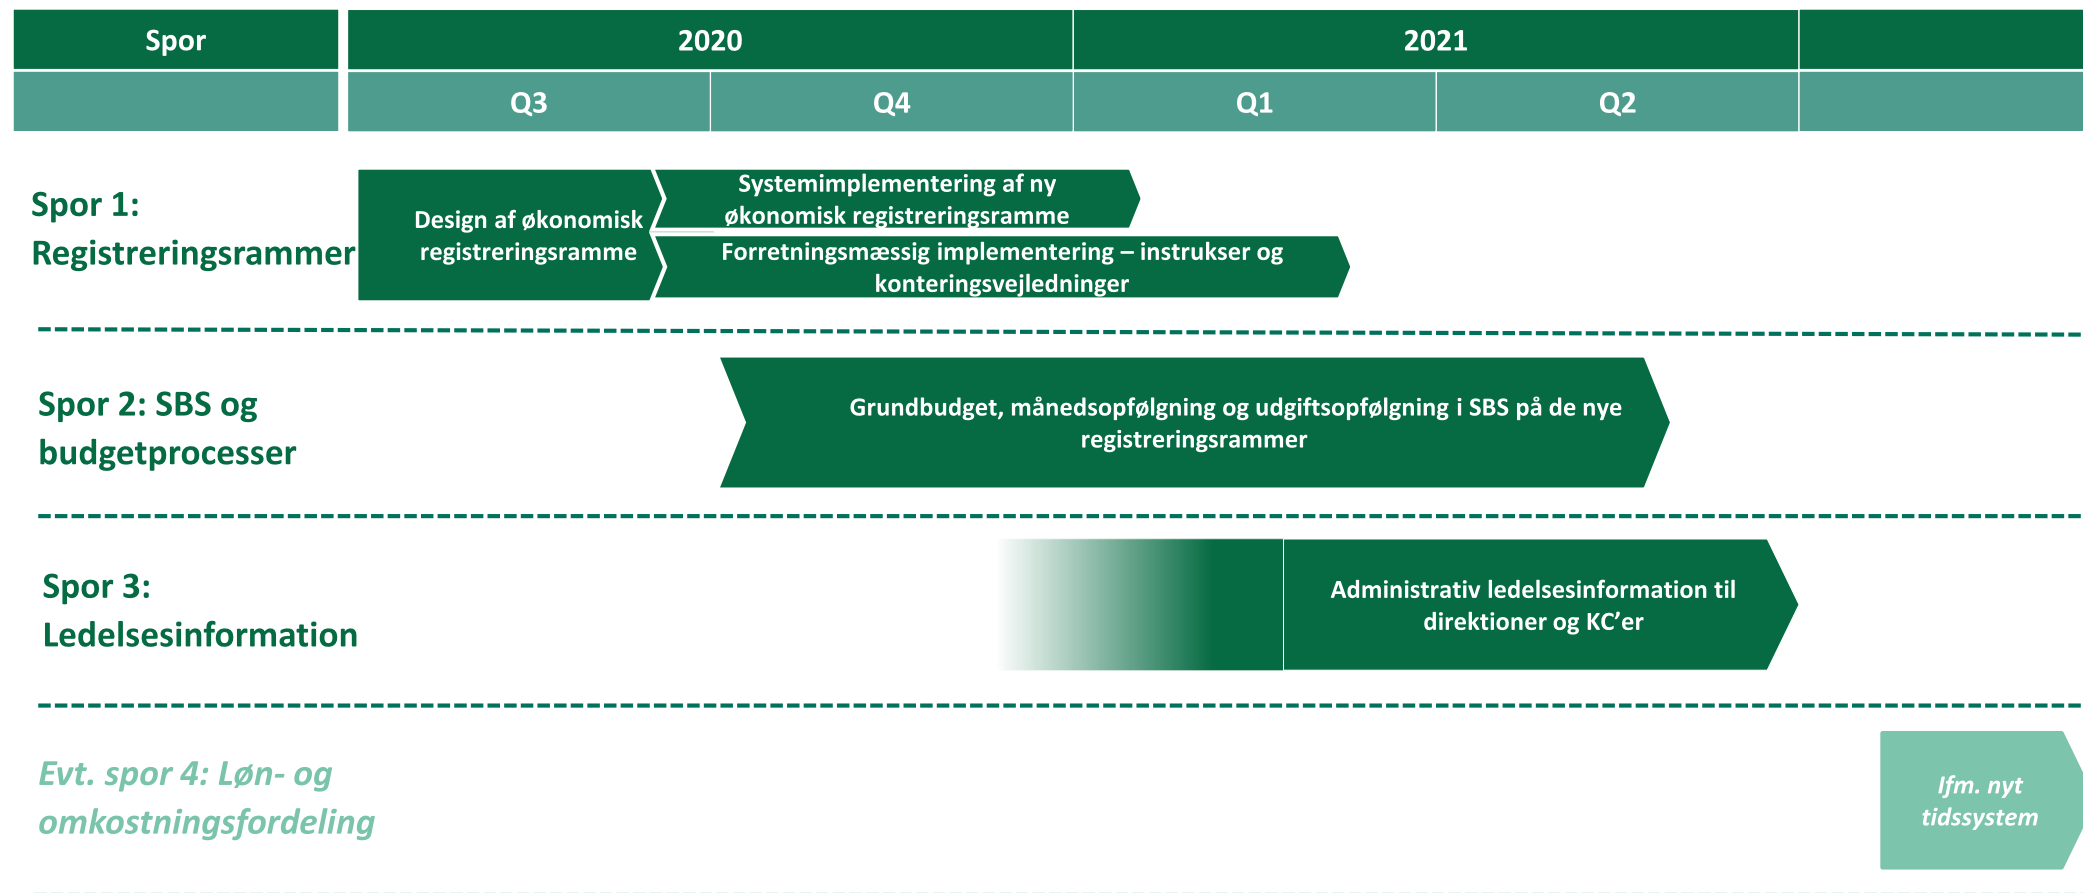 Spor
2020
2021
Q3
Q4
Q1
Q2
Spor 1:
Registreringsrammer
Design af økonomisk
registreringsramme
Systemimplementering af ny
økonomisk registreringsramme
Forretningsmæssig implementering – instrukser og
konteringsvejledninger
Spor 2: SBS og
budgetprocesser
Grundbudget, månedsopfølgning og udgiftsopfølgning i SBS på de nye
registreringsrammer
Spor 3:
Ledelsesinformation
Administrativ ledelsesinformation til
direktioner og KC’er
Evt. spor 4: Løn- og
omkostningsfordeling
Ifm. nyt
tidssystem